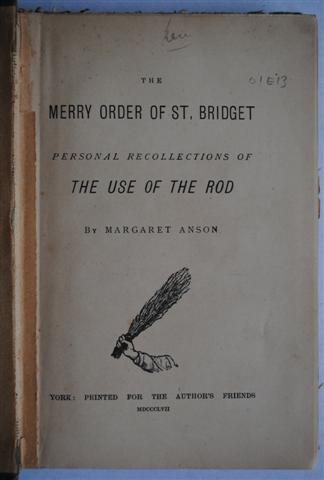 THE
MERRY ORDER OF ST. BRIDGET
PERSONAL RECOLLECTIONS OF
THE USE OF THE ROD
BY MARGARET ANSON
YORK: PRINTED FOR THE AUTHOR'S FRIENDS
MDCCCLVII